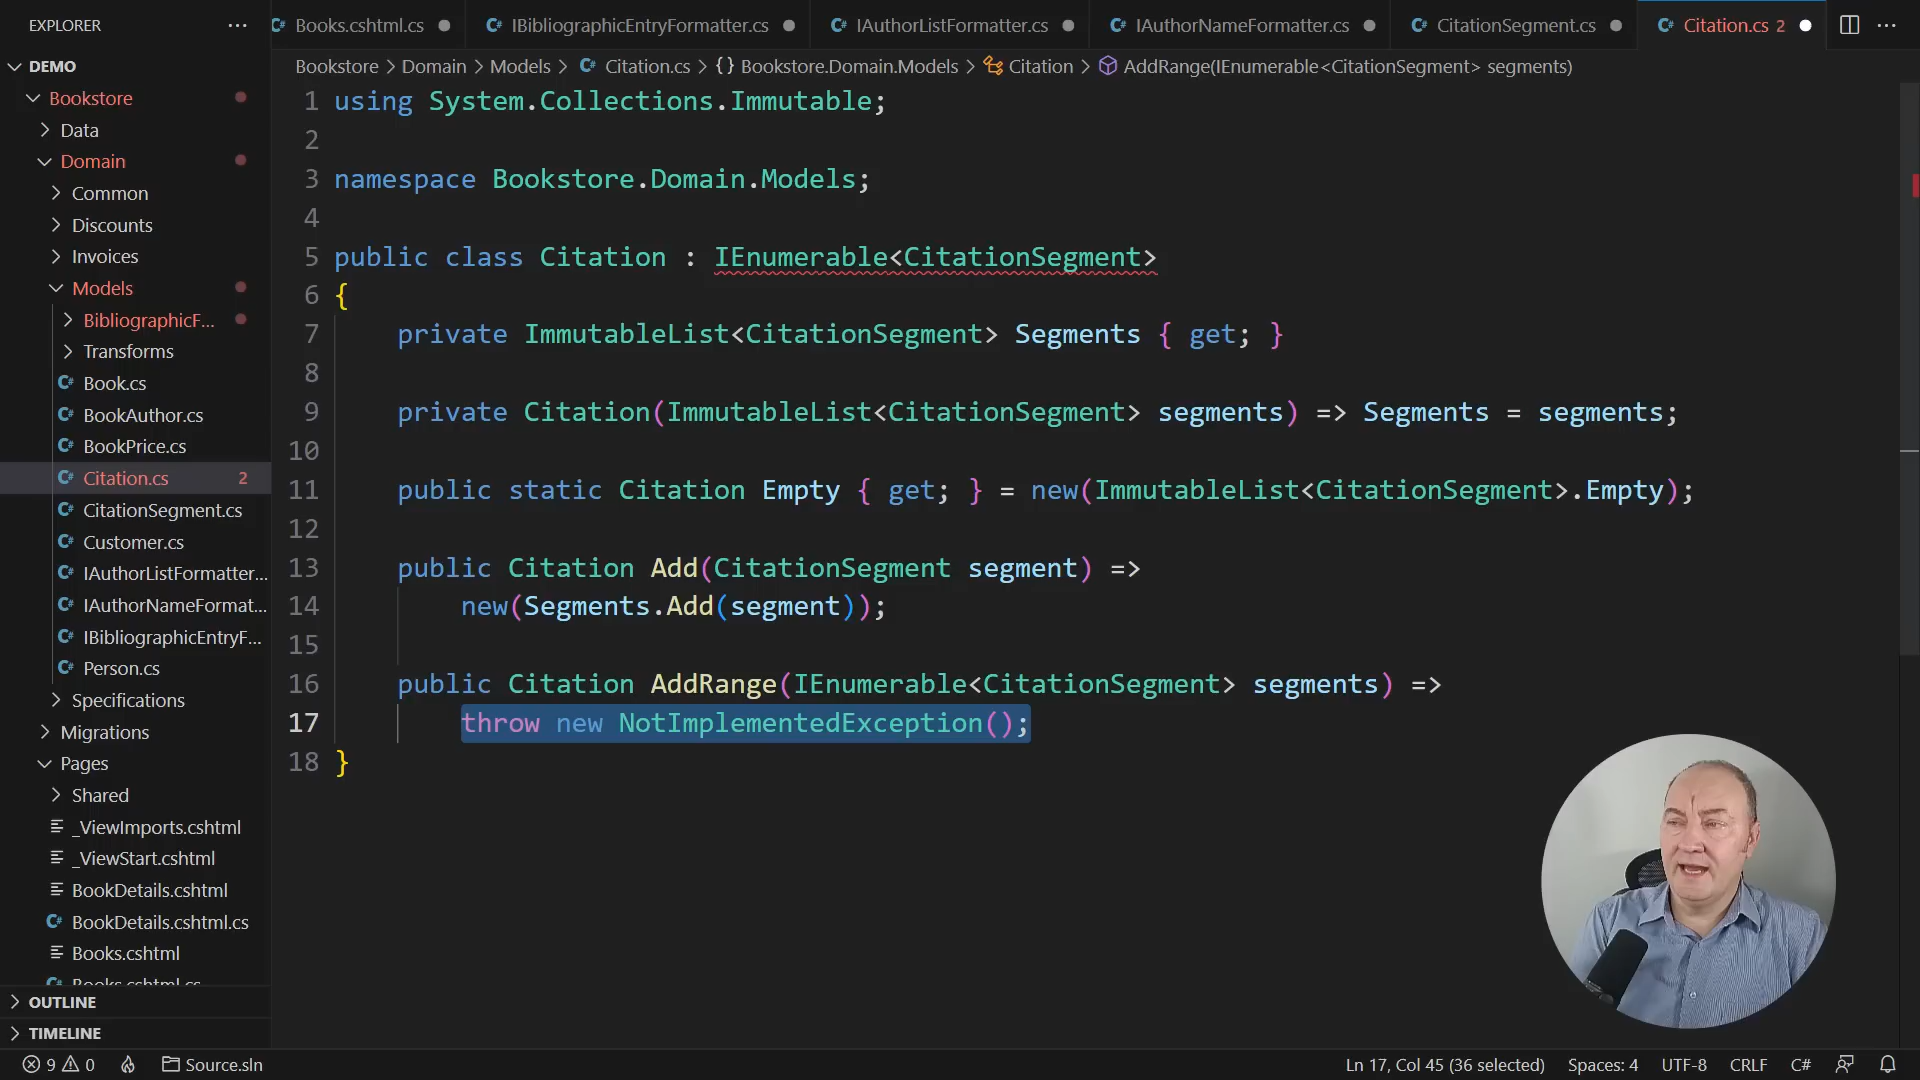 EXPLORER
DEMO
Bookstore
Data
Domain
Common
Discounts
Invoices
Models
BibliographicF...
Transforms
Book.cs
BookAuthor.cs
BookPrice.cs
Citation.cs 2
CitationSegment.cs
Customer.cs
IAuthorListFormatter...
IAuthorNameFormat...
IBibliographicEntryF...
Person.cs
Specifications
Migrations
Pages
Shared
_ViewImports.cshtml
_ViewStart.cshtml
BookDetails.cshtml
BookDetails.cshtml.cs
Books.cshtml
Books.cshtml.cs
OUTLINE
TIMELINE
Books.cshtml.cs IBibliographicEntryFormatter.cs IAuthorListFormatter.cs IAuthorNameFormatter.cs CitationSegment.cs Citation.cs 2
Bookstore > Domain > Models > Citation.cs > {} Bookstore.Domain.Models > Citation > AddRange(IEnumerable<CitationSegment> segments)
1 using System.Collections.Immutable;
2
3 namespace Bookstore.Domain.Models;
4
5 public class Citation : IEnumerable<CitationSegment>
6 {
7 private ImmutableList<CitationSegment> Segments { get; }
8
9 private Citation(ImmutableList<CitationSegment> segments) => Segments = segments;
10
11 public static Citation Empty { get; } = new(ImmutableList<CitationSegment>.Empty);
12
13 public Citation Add(CitationSegment segment) =>
14 new(Segments.Add(segment));
15
16 public Citation AddRange(IEnumerable<CitationSegment> segments) =>
17 throw new NotImplementedException();
18 }
9 0 Source.sln Ln 17, Col 45 (36 selected) Spaces: 4 UTF-8 CRLF C#